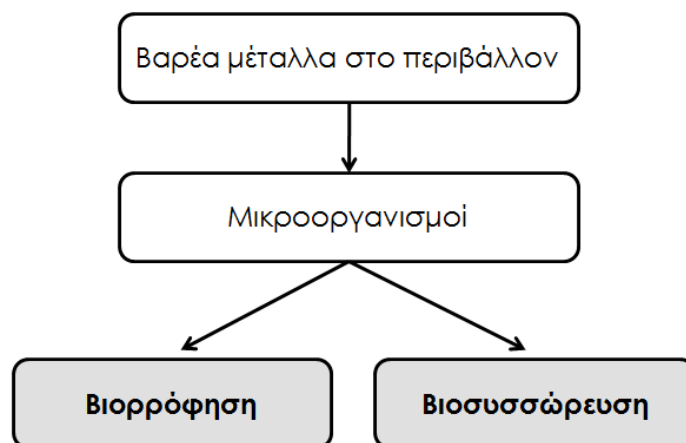 Βαρέα μέταλλα στο περιβάλλον
Μικροοργανισμοί
Βιορρόφηση
Βιοσυσσώρευση